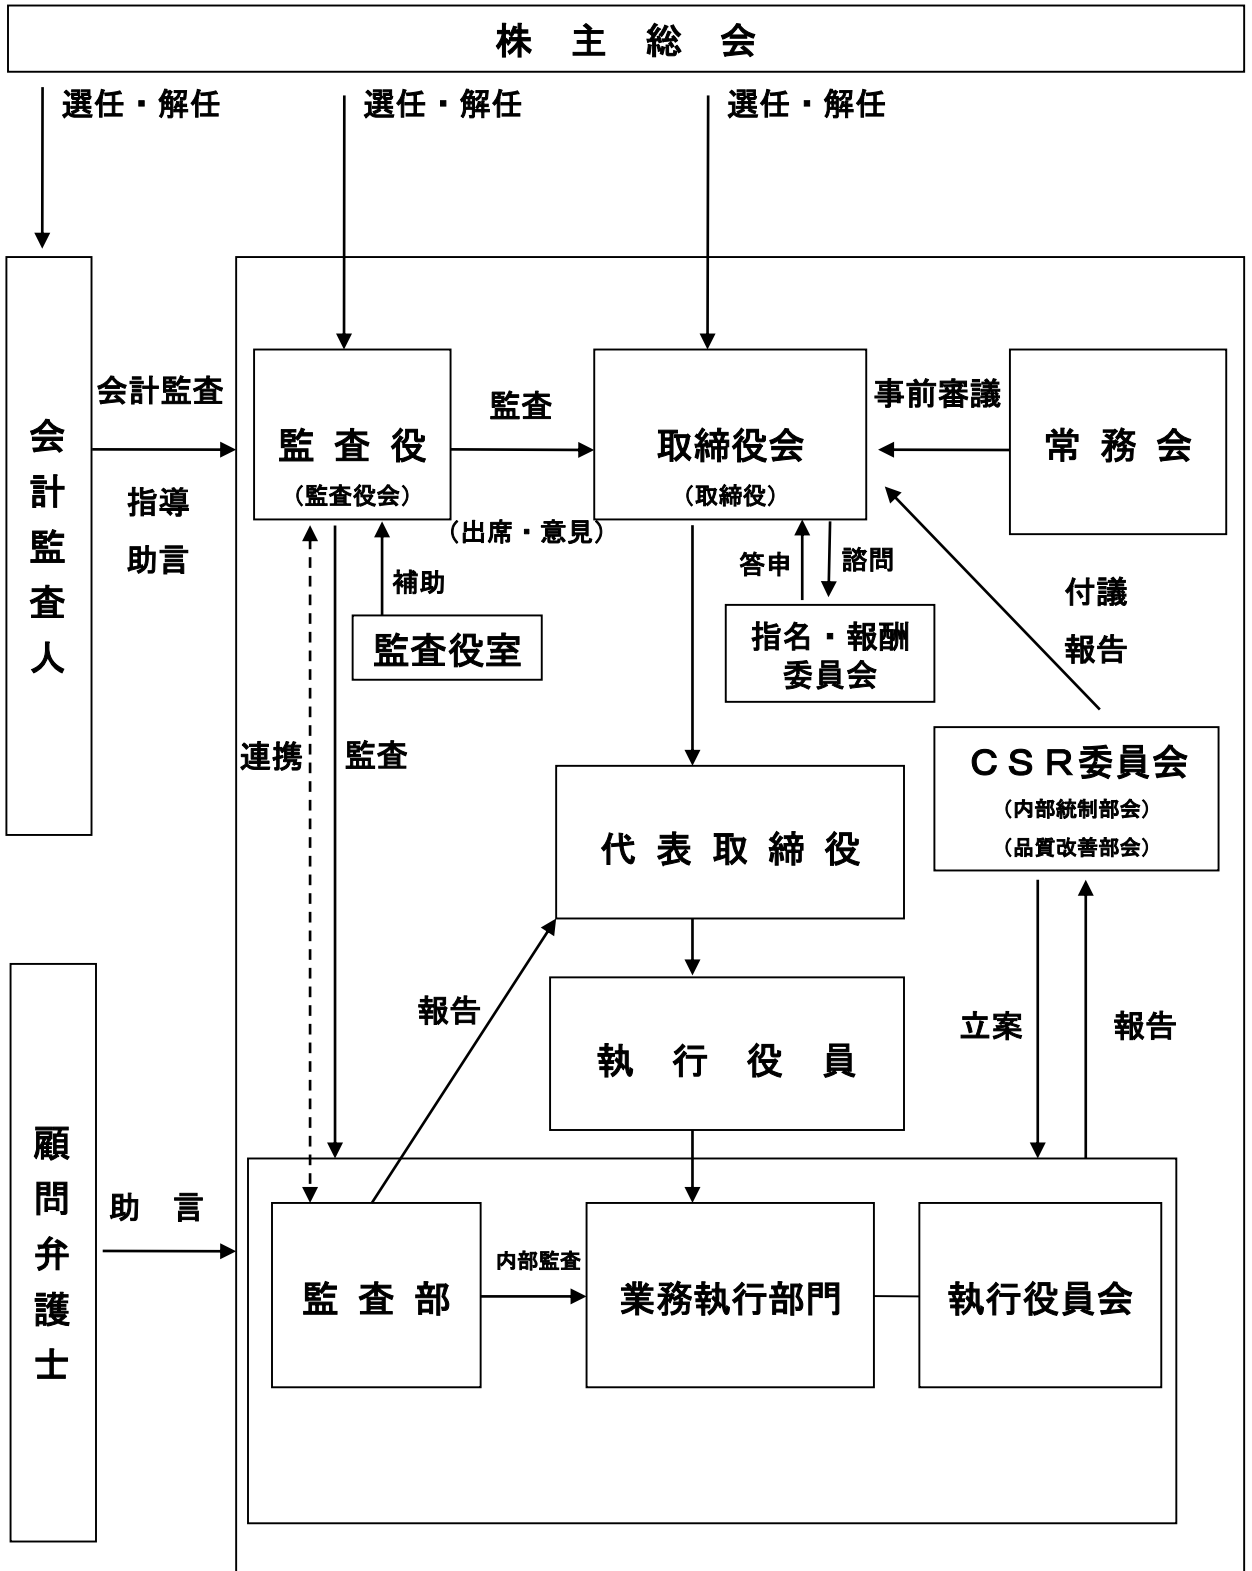 株主総会
選任・解任
選任・解任
選任・解任
会計監査人
会計監査
指導
助言
監査役
（監査役会）
監査
（出席・意見）
取締役会
（取締役）
事前審議
常務会
補助
監査役室
答申
諮問
指名・報酬
委員会
付議
報告
連携
監査
ＣＳＲ委員会
（内部統制部会）
（品質改善部会）
代表取締役
報告
執行役員
立案
報告
顧問弁護士
助言
監査部
内部監査
業務執行部門
執行役員会